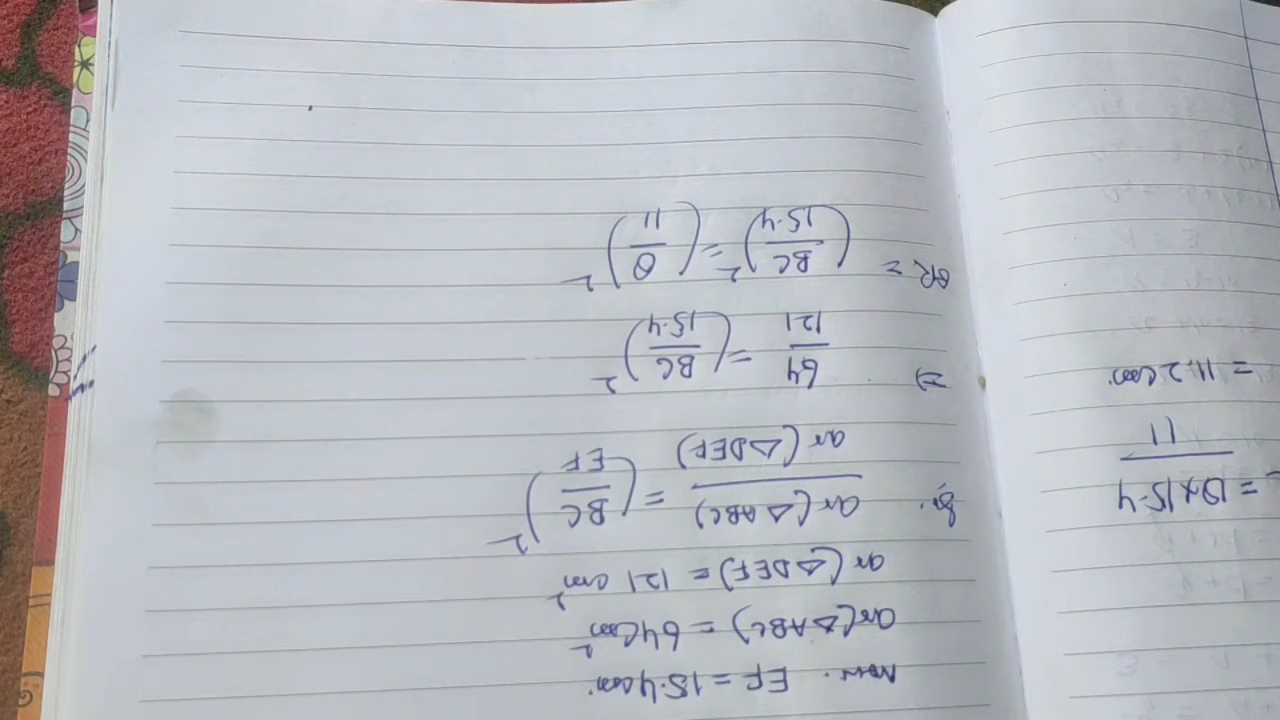 Now. EF = 15.4cm.
ar(△ABC) = 64cm²
ar(△DEF) = 121 cm²
So. ar(△ABC) / ar(△DEF) = (BC / EF)²
⇒ 64 / 121 = (BC / 15.4)²
OR = (BC / 15.4)² = (8 / 11)²
= 8×15.4 / 11
= 11.2cm.